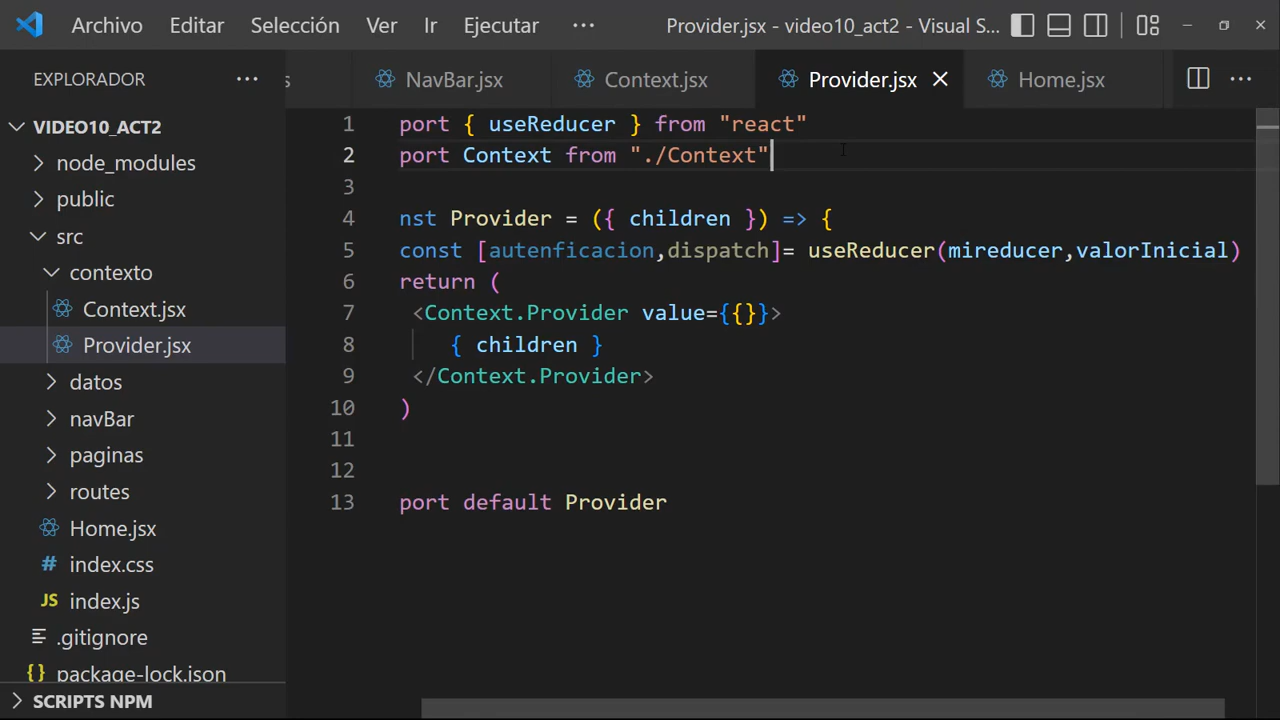 Archivo Editar Selección Ver Ir Ejecutar ··· Provider.jsx - video10_act2 - Visual S...
EXPLORADOR ···
s NavBar.jsx Context.jsx Provider.jsx Home.jsx ···
VIDEO10_ACT2
node_modules
public
src
contexto
Context.jsx
Provider.jsx
datos
navBar
paginas
routes
Home.jsx
# index.css
JS index.js
.gitignore
{} package-lock.json
SCRIPTS NPM
1 port { useReducer } from "react"
2 port Context from "./Context"
3
4 nst Provider = ({ children }) => {
5 const [autenficacion,dispatch]= useReducer(mireducer,valorInicial)
6 return (
7 <Context.Provider value={{}}>
8 { children }
9 </Context.Provider>
10 )
11
12
13 port default Provider